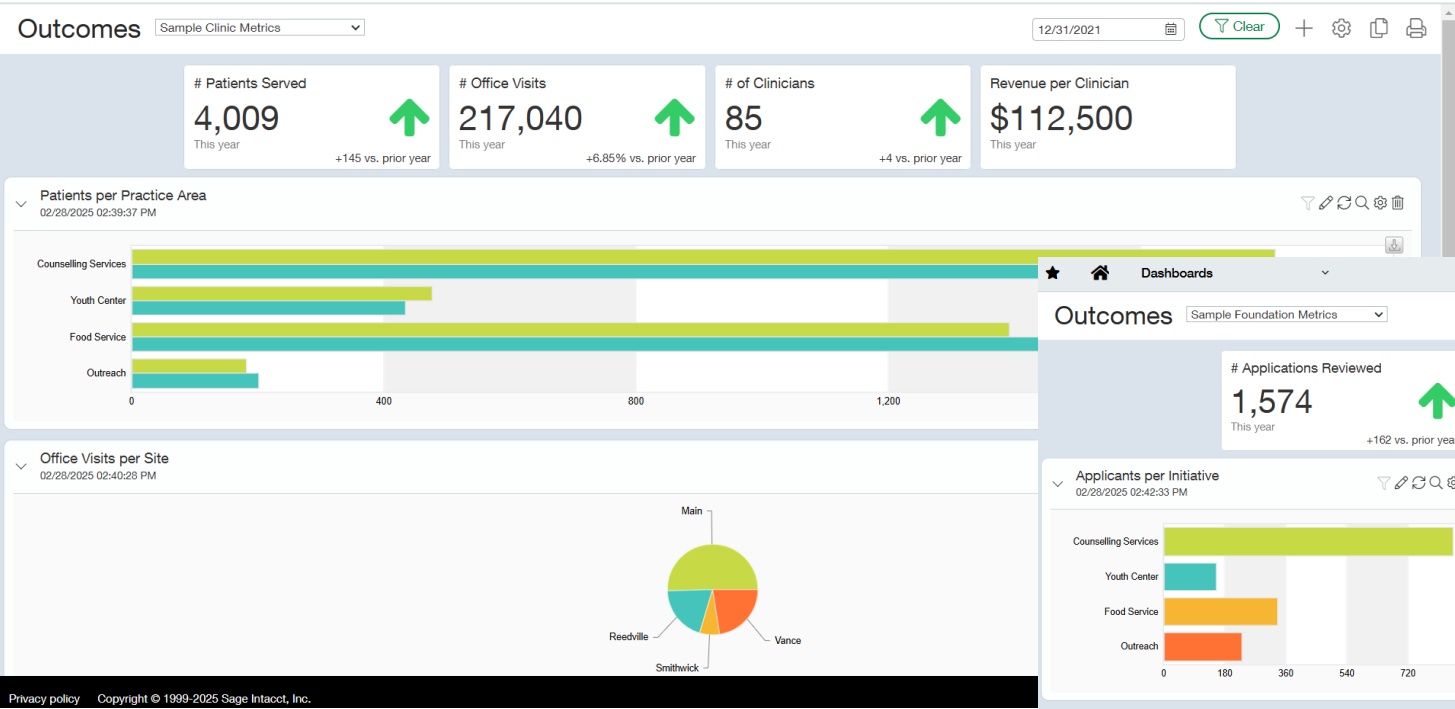 Outcomes
Sample Clinic Metrics
12/31/2021
Clear
# Patients Served
4,009
This year
+145 vs. prior year
# Office Visits
217,040
This year
+6.85% vs. prior year
# of Clinicians
85
This year
+4 vs. prior year
Revenue per Clinician
$112,500
This year
Patients per Practice Area
02/28/2025 02:39:37 PM
Counselling Services
Youth Center
Food Service
Outreach
0 400 800 1,200
Office Visits per Site
02/28/2025 02:40:28 PM
Main
Reedville
Vance
Smithwick
Privacy policy Copyright © 1999-2025 Sage Intacct, Inc.
Dashboards
Outcomes
Sample Foundation Metrics
# Applications Reviewed
1,574
This year
+162 vs. prior yea
Applicants per Initiative
02/28/2025 02:42:33 PM
Counselling Services
Youth Center
Food Service
Outreach
0 180 360 540 720